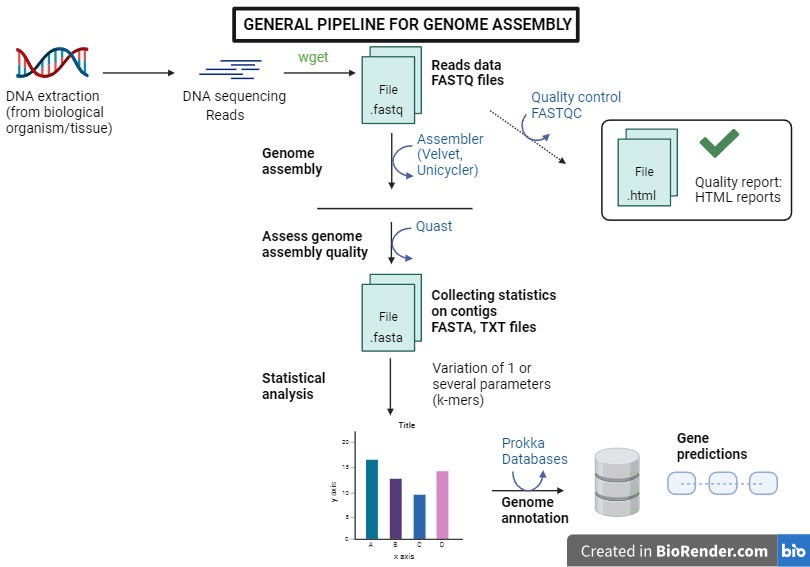 GENERAL PIPELINE FOR GENOME ASSEMBLY
DNA extraction
(from biological
organism/tissue)
DNA sequencing
Reads
wget
File
.fastq
Reads data
FASTQ files
Quality control
FASTQC
File
.html
Quality report:
HTML reports
Genome
assembly
Assembler
(Velvet,
Unicycler)
Assess genome
assembly quality
Quast
File
.fasta
Collecting statistics
on contigs
FASTA, TXT files
Statistical
analysis
Variation of 1 or
several parameters
(k-mers)
Title
20
15
10
5
0
y axis
A B C D
x axis
Prokka
Databases
Genome
annotation
Gene
predictions
Created in BioRender.com bio